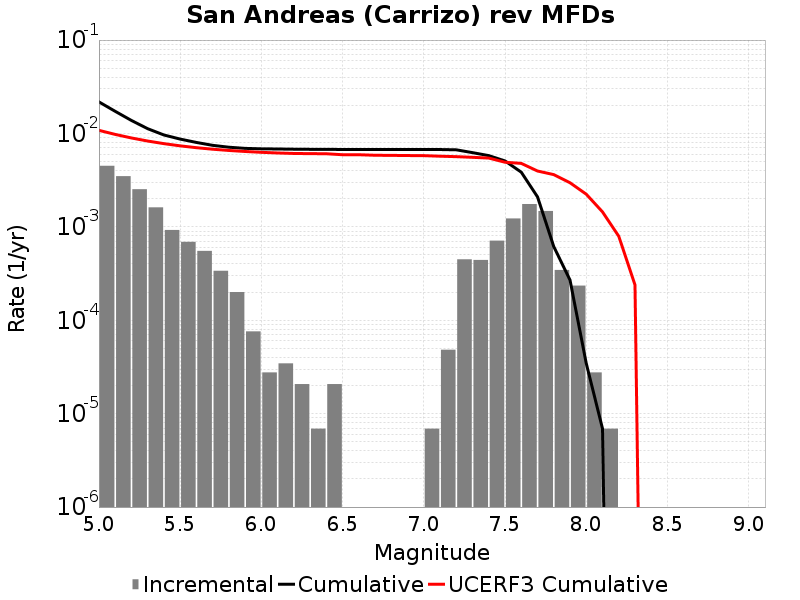 San Andreas (Carrizo) rev MFDs
10^-1
10^-2
10^-3
10^-4
10^-5
10^-6
Rate (1/yr)
5.0 5.5 6.0 6.5 7.0 7.5 8.0 8.5 9.0
Magnitude
Incremental Cumulative UCERF3 Cumulative